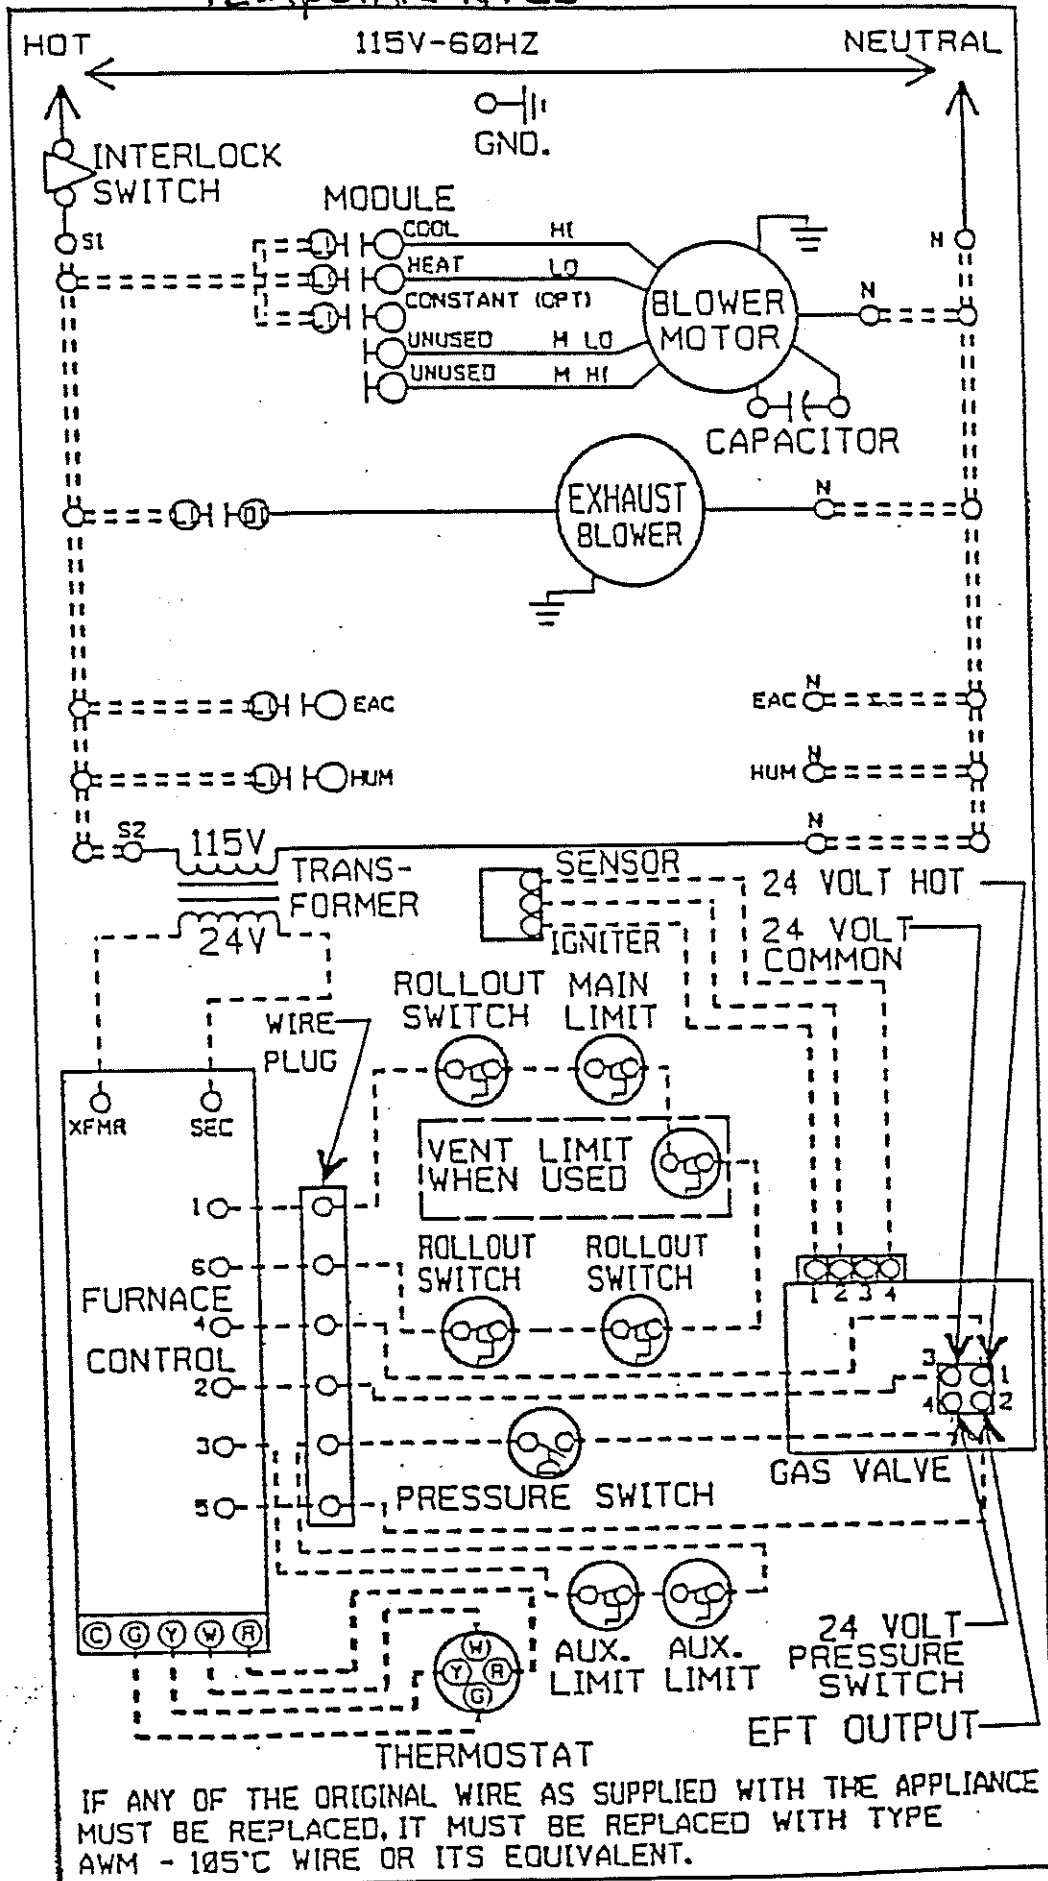 HOT 115V-60HZ NEUTRAL
GND.
INTERLOCK
SWITCH
MODULE
S1
COOL HI
HEAT LO
CONSTANT (OPT)
UNUSED M LO
UNUSED M HI
BLOWER
MOTOR
N
N
CAPACITOR
EXHAUST
BLOWER
N
EAC
EAC N
HUM
HUM N
S2
115V
N
TRANS-
FORMER
24V
SENSOR
IGNITER
24 VOLT HOT
24 VOLT
COMMON
ROLLOUT
SWITCH
MAIN
LIMIT
WIRE
PLUG
XFMR SEC
VENT LIMIT
WHEN USED
1
6
FURNACE
4
CONTROL
2
3
5
ROLLOUT
SWITCH
ROLLOUT
SWITCH
1 2 3 4
3 1
4 2
GAS VALVE
PRESSURE SWITCH
C G Y W R
W
Y R
G
THERMOSTAT
AUX.
LIMIT
AUX.
LIMIT
24 VOLT
PRESSURE
SWITCH
EFT OUTPUT
IF ANY OF THE ORIGINAL WIRE AS SUPPLIED WITH THE APPLIANCE
MUST BE REPLACED, IT MUST BE REPLACED WITH TYPE
AWM - 105°C WIRE OR ITS EQUIVALENT.